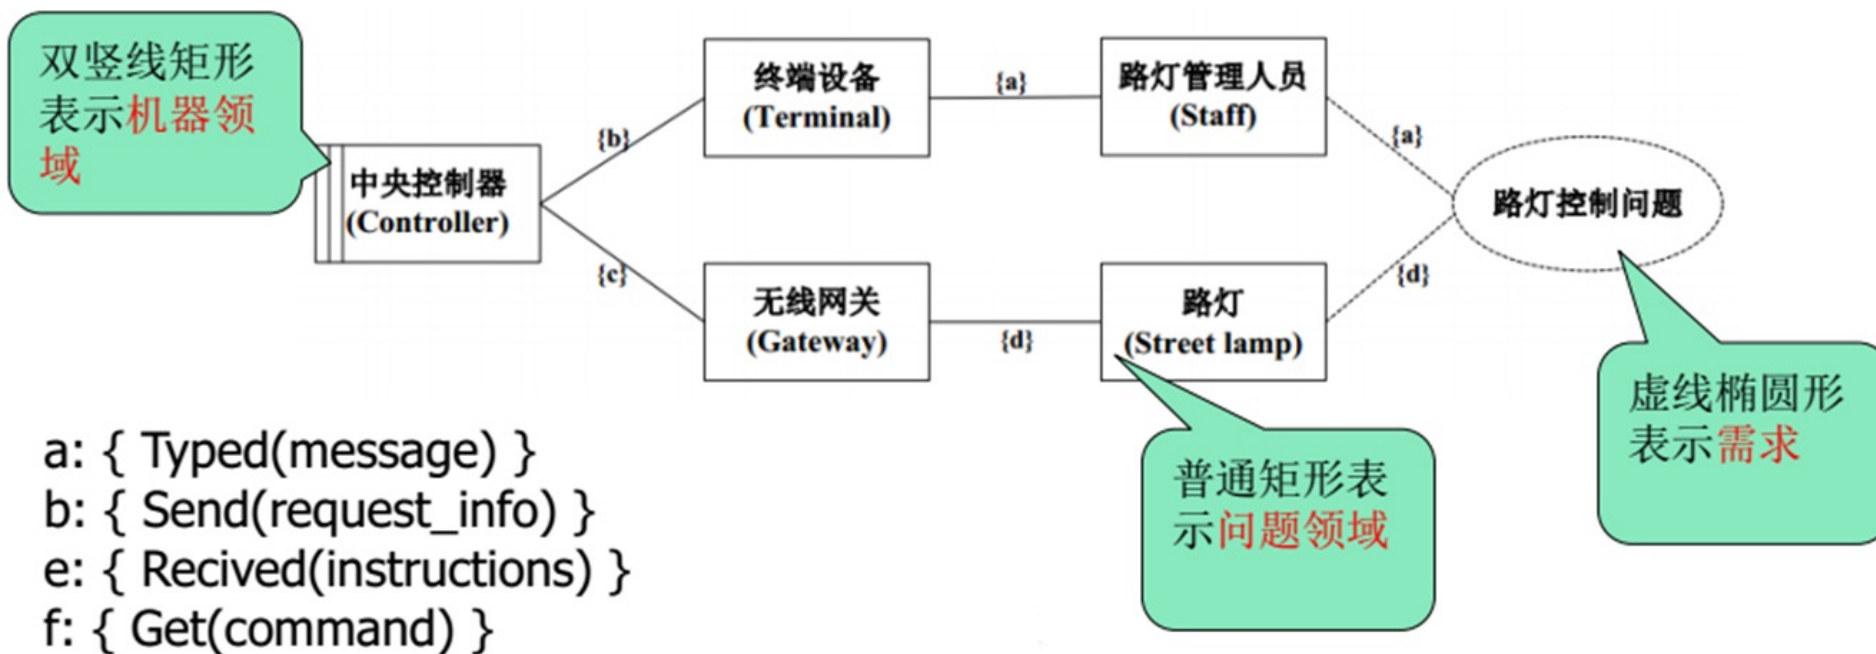 双竖线矩形
表示机器领
域
终端设备
(Terminal)
{a}
路灯管理人员
(Staff)
{b}
{a}
中央控制器
(Controller)
路灯控制问题
{c}
{d}
无线网关
(Gateway)
{d}
路灯
(Street lamp)
虚线椭圆形
表示需求
普通矩形表
示问题领域
a: { Typed(message) }
b: { Send(request_info) }
e: { Recived(instructions) }
f: { Get(command) }